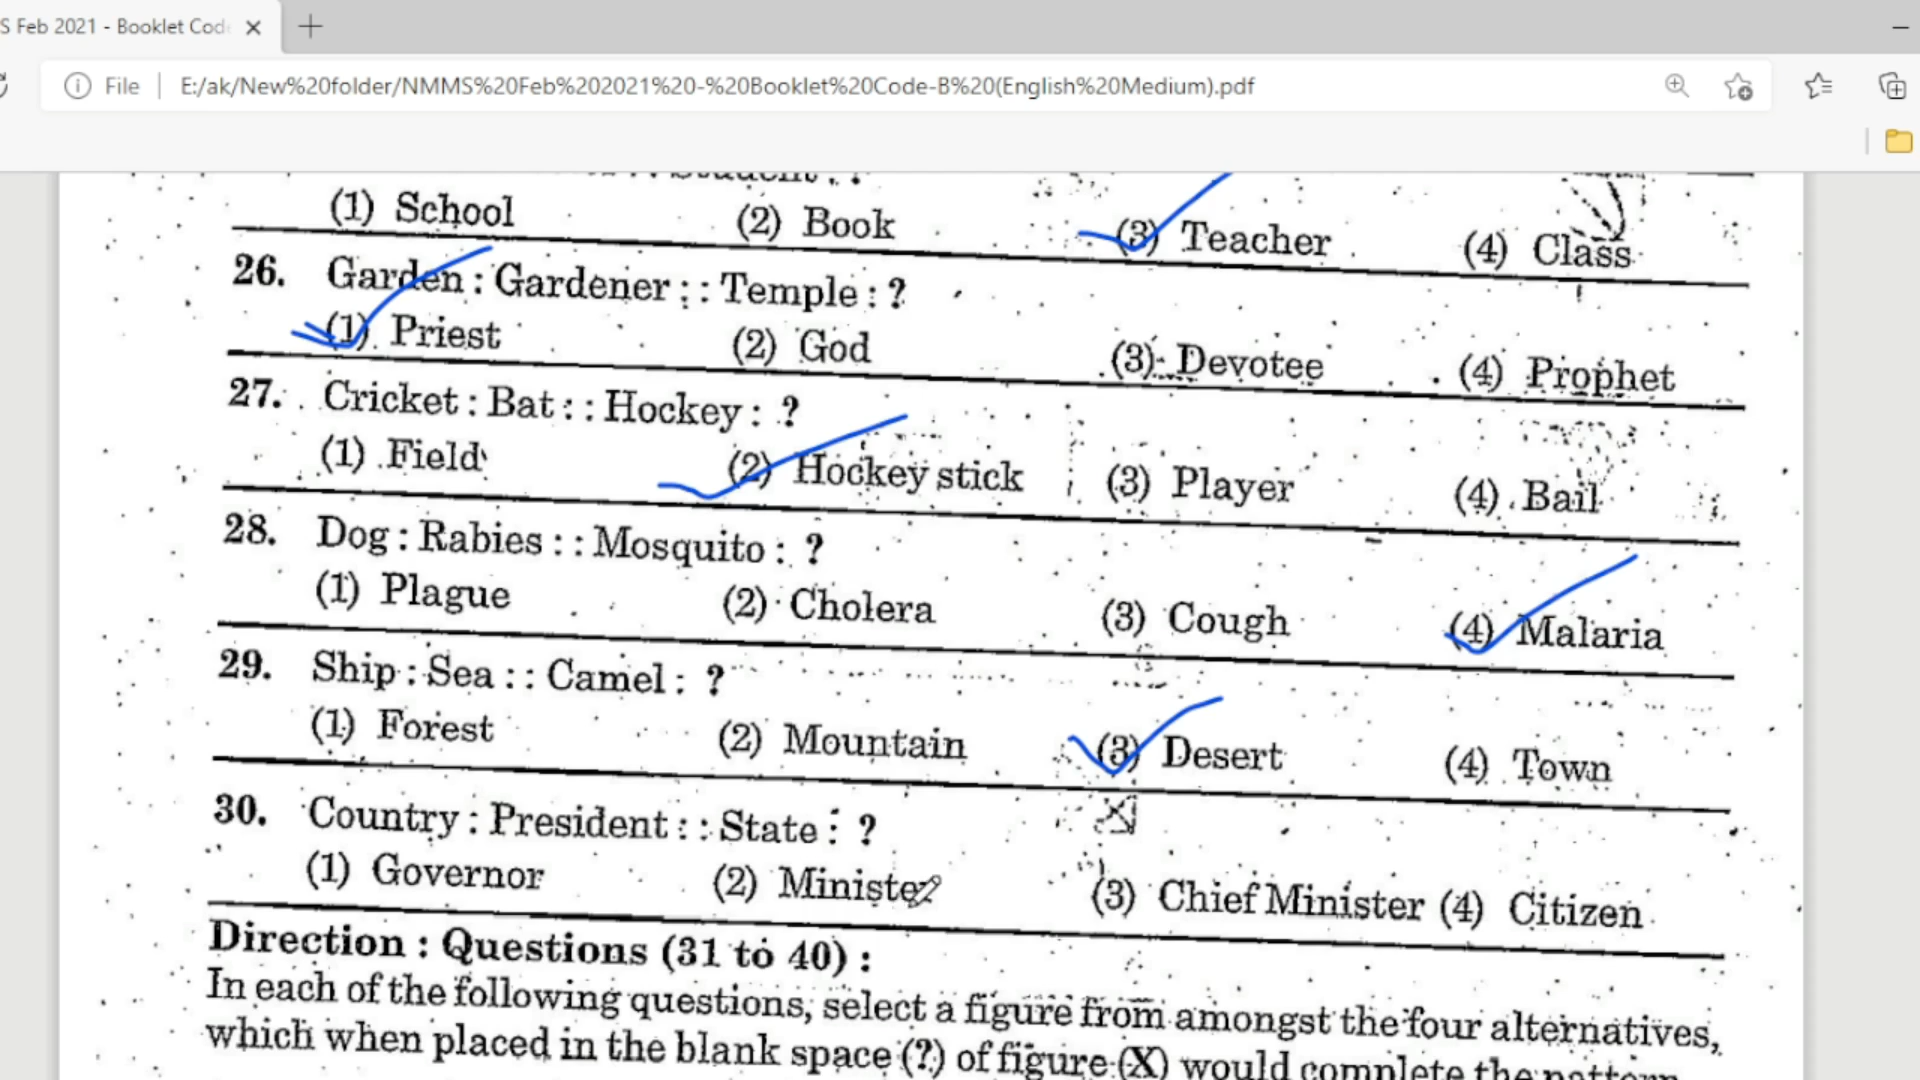 S Feb 2021 - Booklet Cod
File E:/ak/New%20folder/NMMS%20Feb%202021%20-%20Booklet%20Code-B%20(English%20Medium).pdf
(1) School (2) Book (3) Teacher (4) Class
26. Garden : Gardener : : Temple : ?
(1) Priest (2) God (3) Devotee (4) Prophet
27. Cricket : Bat : : Hockey : ?
(1) Field (2) Hockey stick (3) Player (4) Bail
28. Dog : Rabies : : Mosquito : ?
(1) Plague (2) Cholera (3) Cough (4) Malaria
29. Ship : Sea : : Camel : ?
(1) Forest (2) Mountain (3) Desert (4) Town
30. Country : President : : State : ?
(1) Governor (2) Minister (3) Chief Minister (4) Citizen
Direction : Questions (31 to 40) :
In each of the following questions, select a figure from amongst the four alternatives,
which when placed in the blank space (?) of figure (X) would complete the pattern